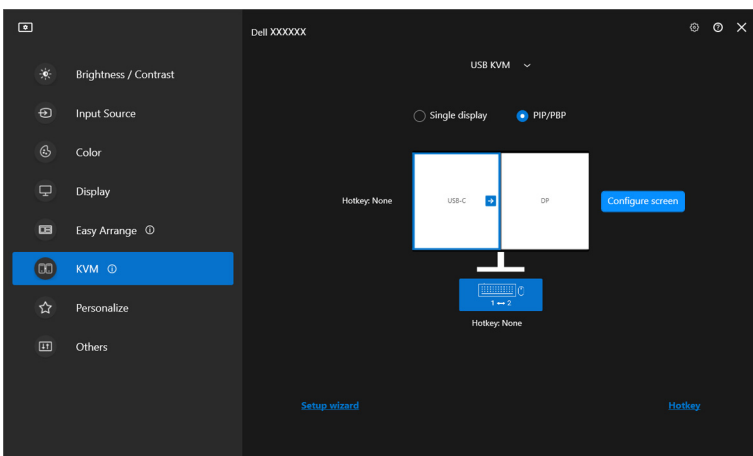 Dell XXXXXX
Brightness / Contrast
Input Source
Color
Display
Easy Arrange
KVM
Personalize
Others
USB KVM
Single display
PIP/PBP
Hotkey: None
USB-C
DP
Configure screen
1 ↔ 2
Hotkey: None
Setup wizard
Hotkey